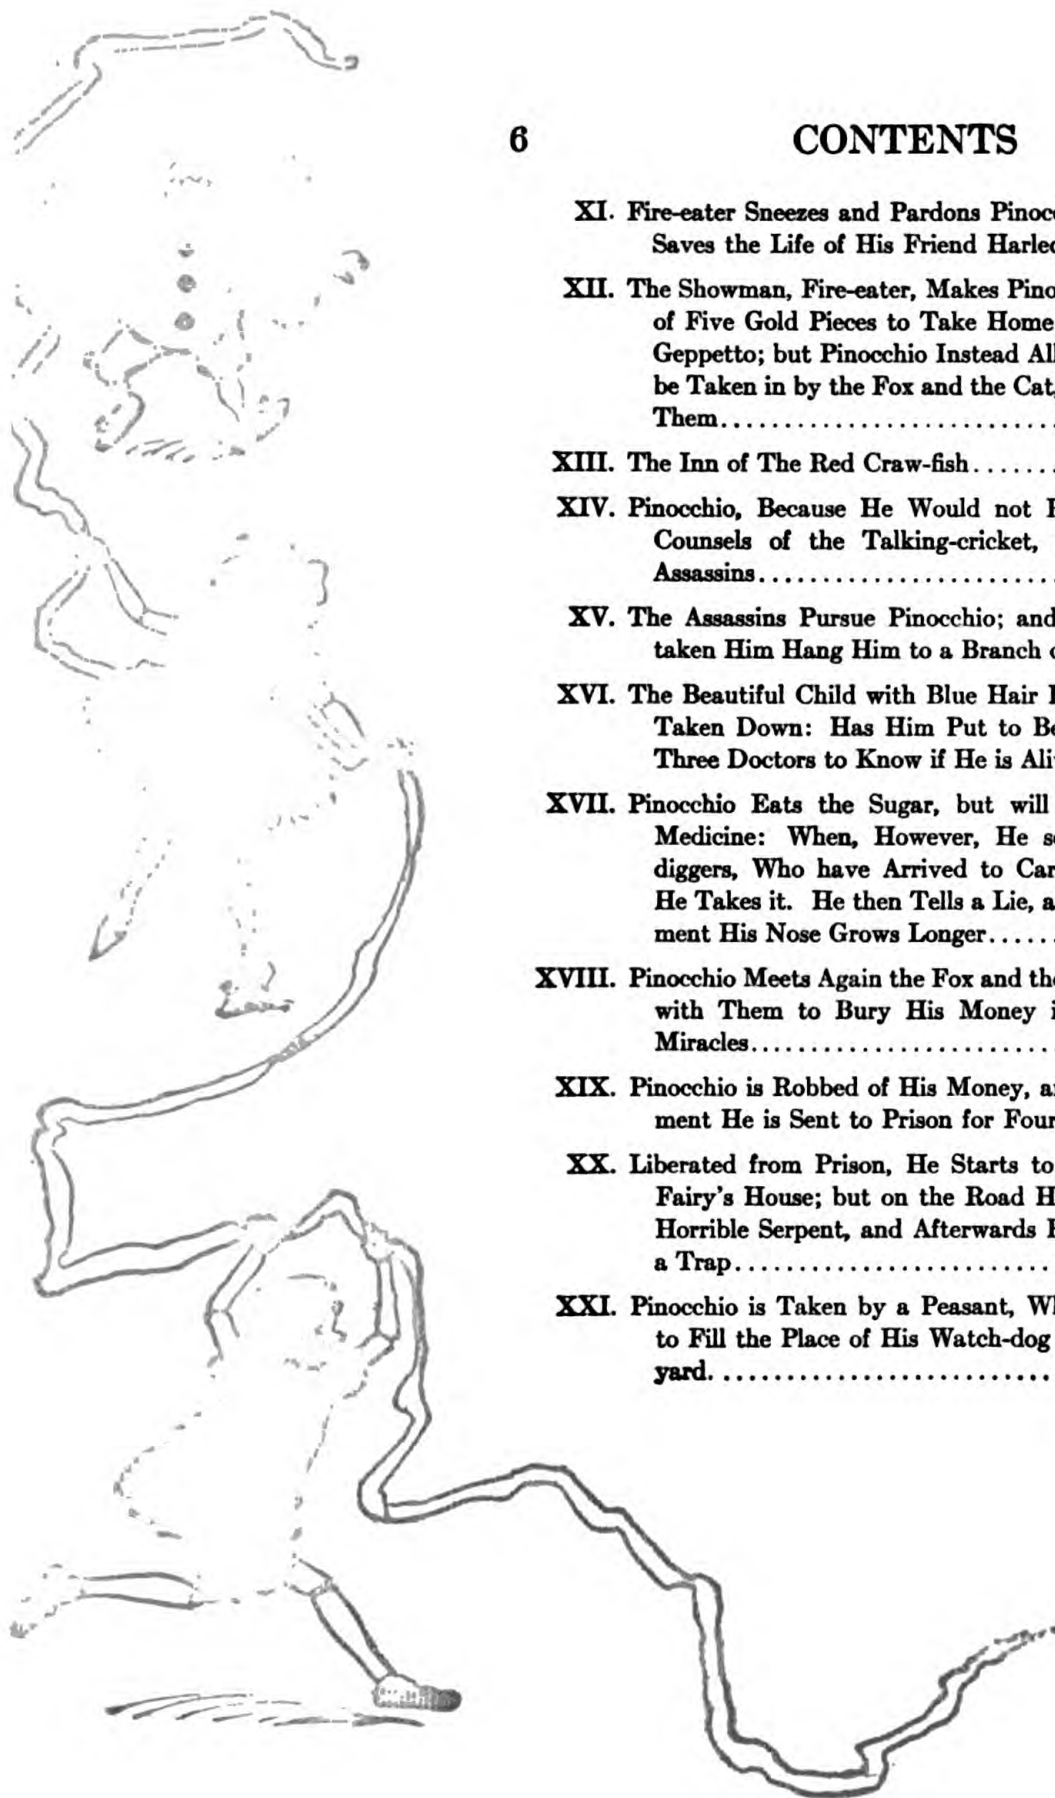 6 CONTENTS
XI. Fire-eater Sneezes and Pardons Pinocc
Saves the Life of His Friend Harle
XII. The Showman, Fire-eater, Makes Pino
of Five Gold Pieces to Take Home
Geppetto; but Pinocchio Instead All
be Taken in by the Fox and the Cat,
Them..........................
XIII. The Inn of The Red Craw-fish.......
XIV. Pinocchio, Because He Would not
Counsels of the Talking-cricket,
Assassins.......................
XV. The Assassins Pursue Pinocchio; and
taken Him Hang Him to a Branch
XVI. The Beautiful Child with Blue Hair
Taken Down: Has Him Put to Be
Three Doctors to Know if He is Ali
XVII. Pinocchio Eats the Sugar, but will
Medicine: When, However, He s
diggers, Who have Arrived to Car
He Takes it. He then Tells a Lie, a
ment His Nose Grows Longer......
XVIII. Pinocchio Meets Again the Fox and the
with Them to Bury His Money i
Miracles........................
XIX. Pinocchio is Robbed of His Money, a
ment He is Sent to Prison for Four
XX. Liberated from Prison, He Starts to
Fairy's House; but on the Road H
Horrible Serpent, and Afterwards
a Trap.........................
XXI. Pinocchio is Taken by a Peasant, Wh
to Fill the Place of His Watch-dog
yard. ..........................